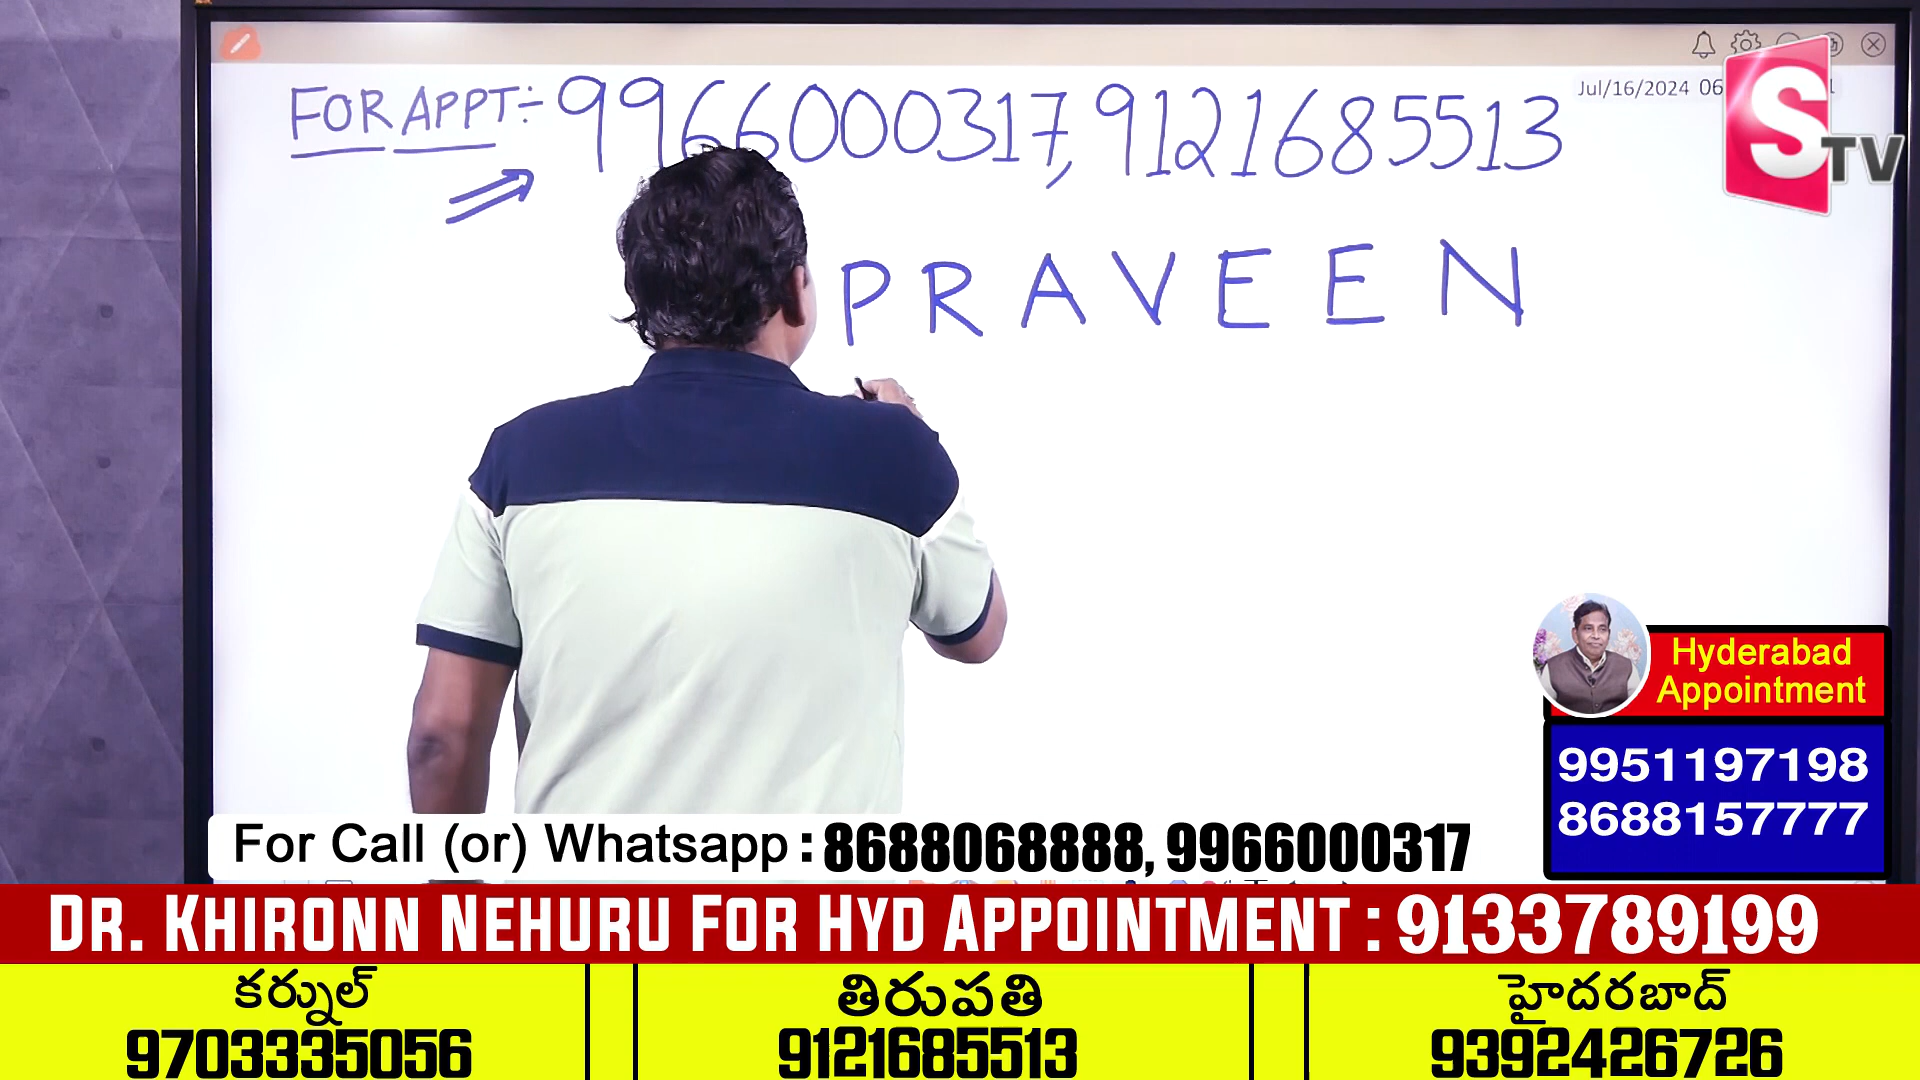 FOR APPT:- 9966000317, 9121685513
Jul/16/2024 06
STV
PRAVEEN
Hyderabad
Appointment
9951197198
8688157777
For Call (or) Whatsapp : 8688068888, 9966000317
DR. KHIRONN NEHURU FOR HYD APPOINTMENT : 9133789199
కర్నుల్
9703335056
తిరుపతి
9121685513
హైదరబాద్
9392426726